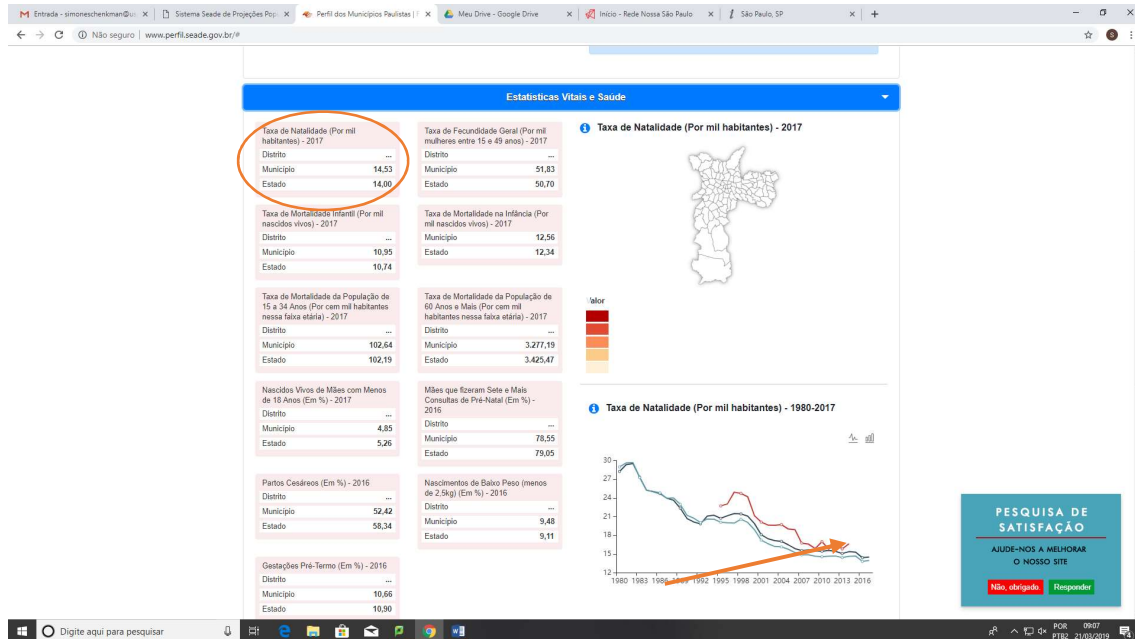 Entrada - simoneschenkman@us
Sistema Seade de Projeções Pop
Perfil dos Municípios Paulistas |
Meu Drive - Google Drive
Início - Rede Nossa São Paulo
São Paulo, SP
Não seguro | www.perfil.seade.gov.br/#
Estatísticas Vitais e Saúde
Taxa de Natalidade (Por mil
habitantes) - 2017
Distrito ...
Município 14,53
Estado 14,00
Taxa de Fecundidade Geral (Por mil
mulheres entre 15 e 49 anos) - 2017
Distrito ...
Município 51,83
Estado 50,70
Taxa de Mortalidade Infantil (Por mil
nascidos vivos) - 2017
Distrito ...
Município 10,95
Estado 10,74
Taxa de Mortalidade na Infância (Por
mil nascidos vivos) - 2017
Município 12,56
Estado 12,34
Taxa de Mortalidade da População de
15 a 34 Anos (Por cem mil habitantes
nessa faixa etária) - 2017
Distrito ...
Município 102,64
Estado 102,19
Taxa de Mortalidade da População de
60 Anos e Mais (Por cem mil
habitantes nessa faixa etária) - 2017
Distrito ...
Município 3.277,19
Estado 3.425,47
Nascidos Vivos de Mães com Menos
de 18 Anos (Em %) - 2017
Distrito ...
Município 4,85
Estado 5,26
Mães que fizeram Sete e Mais
Consultas de Pré-Natal (Em %) -
2016
Distrito ...
Município 78,55
Estado 79,05
Partos Cesáreos (Em %) - 2016
Distrito ...
Município 52,42
Estado 58,34
Nascimentos de Baixo Peso (menos
de 2,5kg) (Em %) - 2016
Distrito ...
Município 9,48
Estado 9,11
Gestações Pré-Termo (Em %) - 2016
Distrito ...
Município 10,66
Estado 10,90
Taxa de Natalidade (Por mil habitantes) - 2017
Valor
Taxa de Natalidade (Por mil habitantes) - 1980-2017
30
27
24
21
18
15
12
1980 1983 1986 1989 1992 1995 1998 2001 2004 2007 2010 2013 2016
PESQUISA DE
SATISFAÇÃO
AJUDE-NOS A MELHORAR
O NOSSO SITE
Não, obrigado. Responder
Digite aqui para pesquisar
POR 09:07
PTB2 21/03/2019